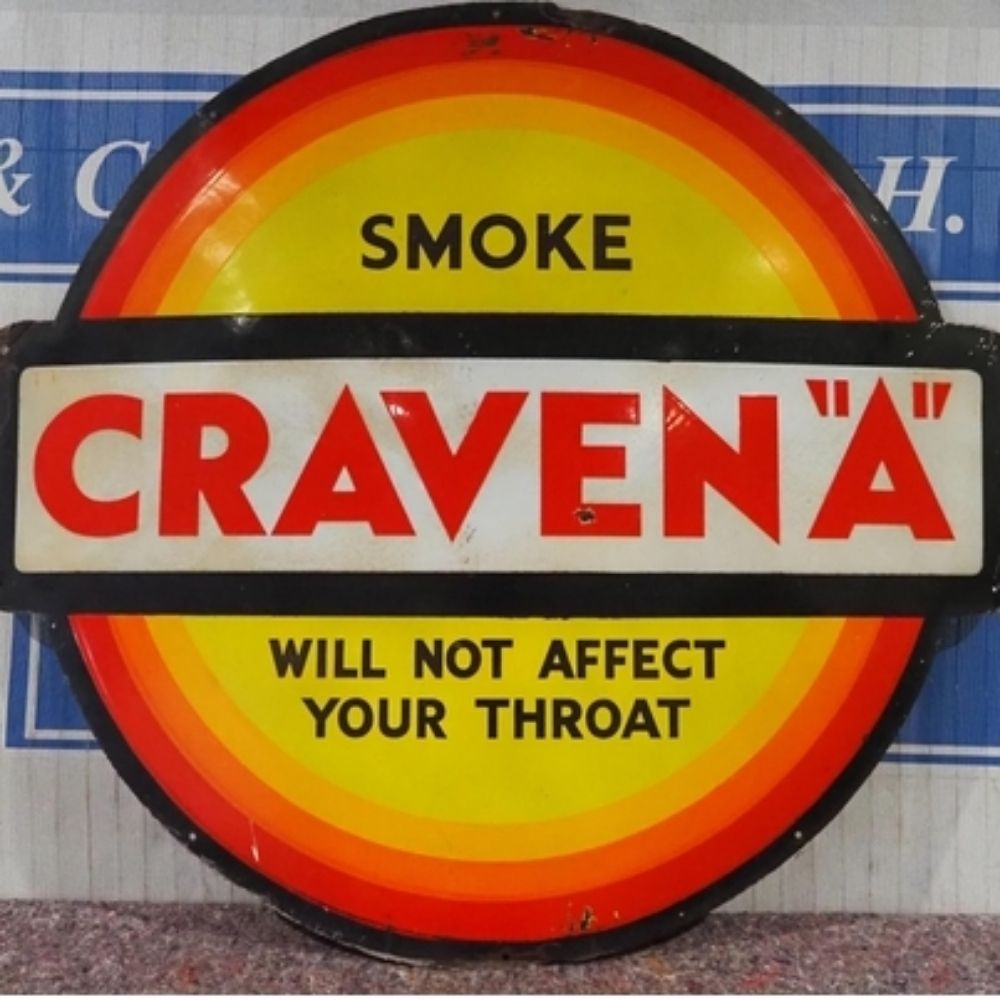 & C
H.
SMOKE
CRAVEN "A"
WILL NOT AFFECT
YOUR THROAT